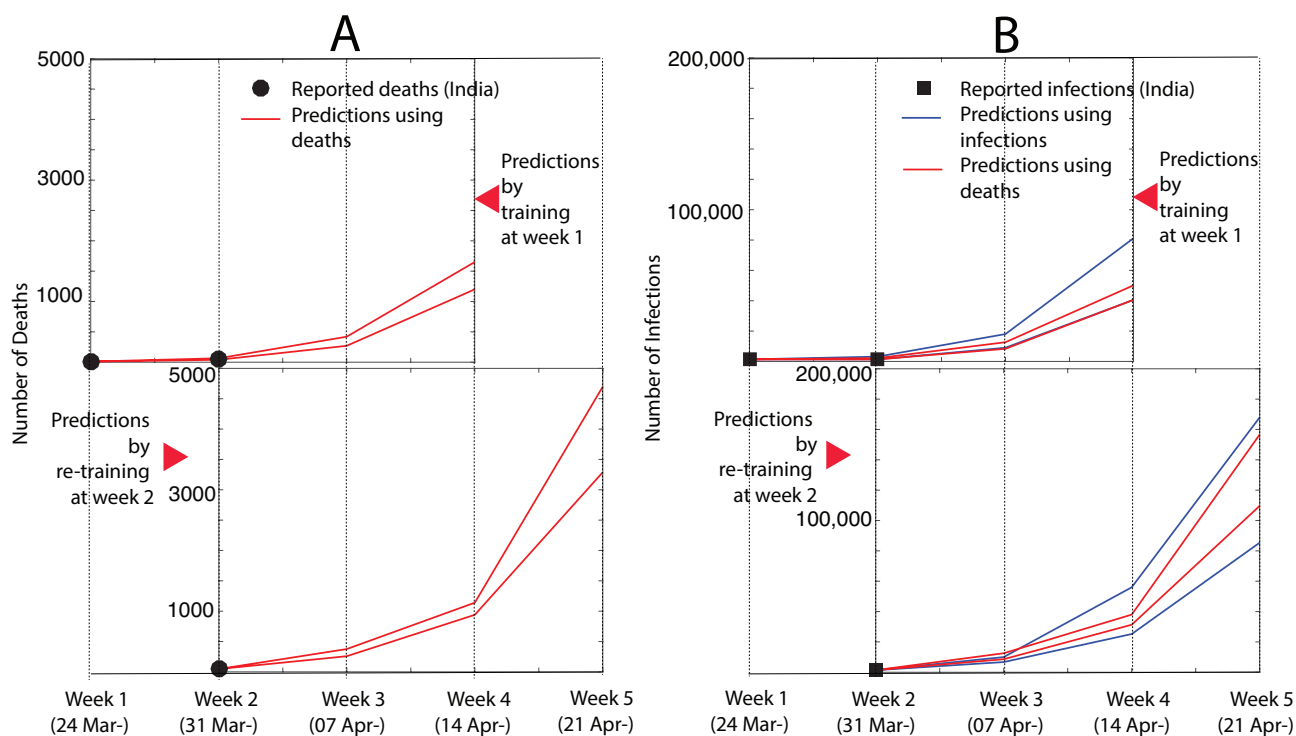 A
5000
3000
1000
Number of Deaths
Reported deaths (India)
Predictions using
deaths
Predictions
by
training
at week 1
5000
3000
1000
Predictions
by
re-training
at week 2
Week 1
(24 Mar-)
Week 2
(31 Mar-)
Week 3
(07 Apr-)
Week 4
(14 Apr-)
Week 5
(21 Apr-)
B
200,000
100,000
Number of Infections
Reported infections (India)
Predictions using
infections
Predictions using
deaths
Predictions
by
training
at week 1
200,000
100,000
Predictions
by
re-training
at week 2
Week 1
(24 Mar-)
Week 2
(31 Mar-)
Week 3
(07 Apr-)
Week 4
(14 Apr-)
Week 5
(21 Apr-)